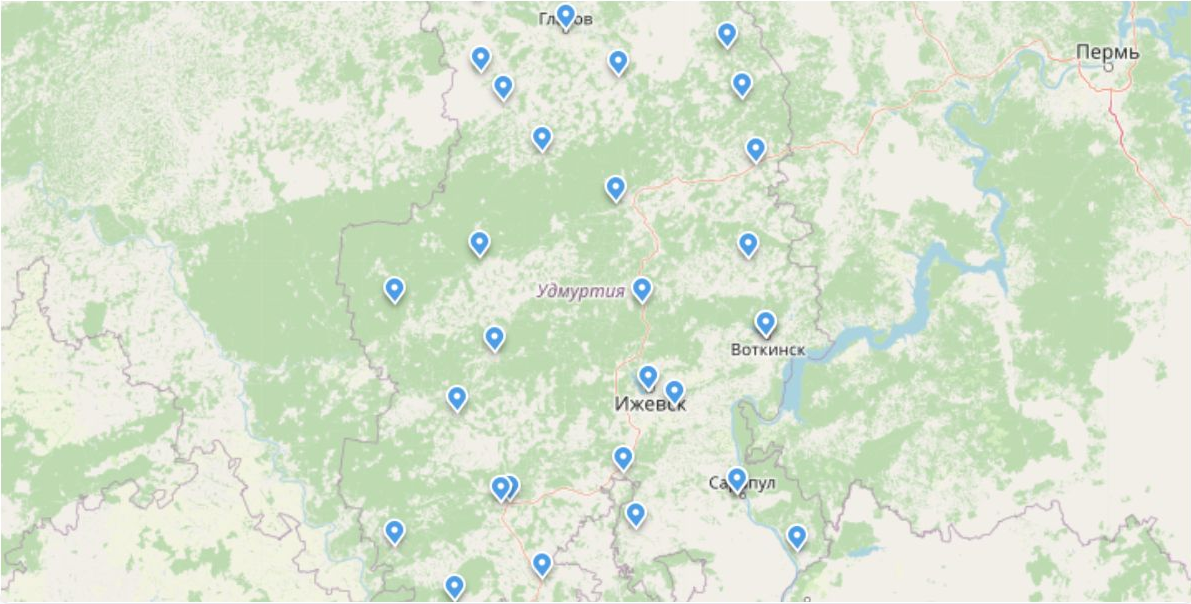 Пермь
Удмуртия
Воткинск
Ижевск